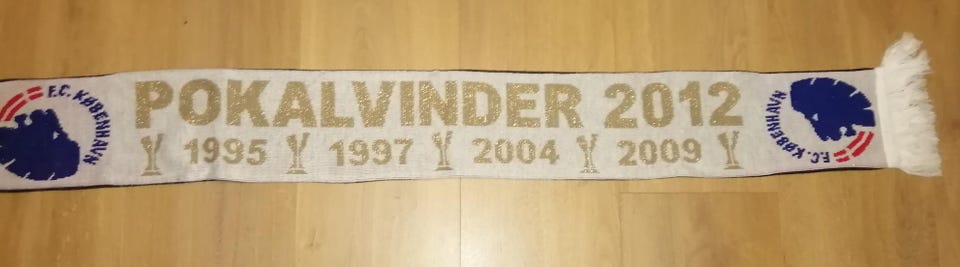 F.C. KØBENHAVN
POKALVINDER 2012
1995 1997 2004 2009
F.C. KØBENHAVN